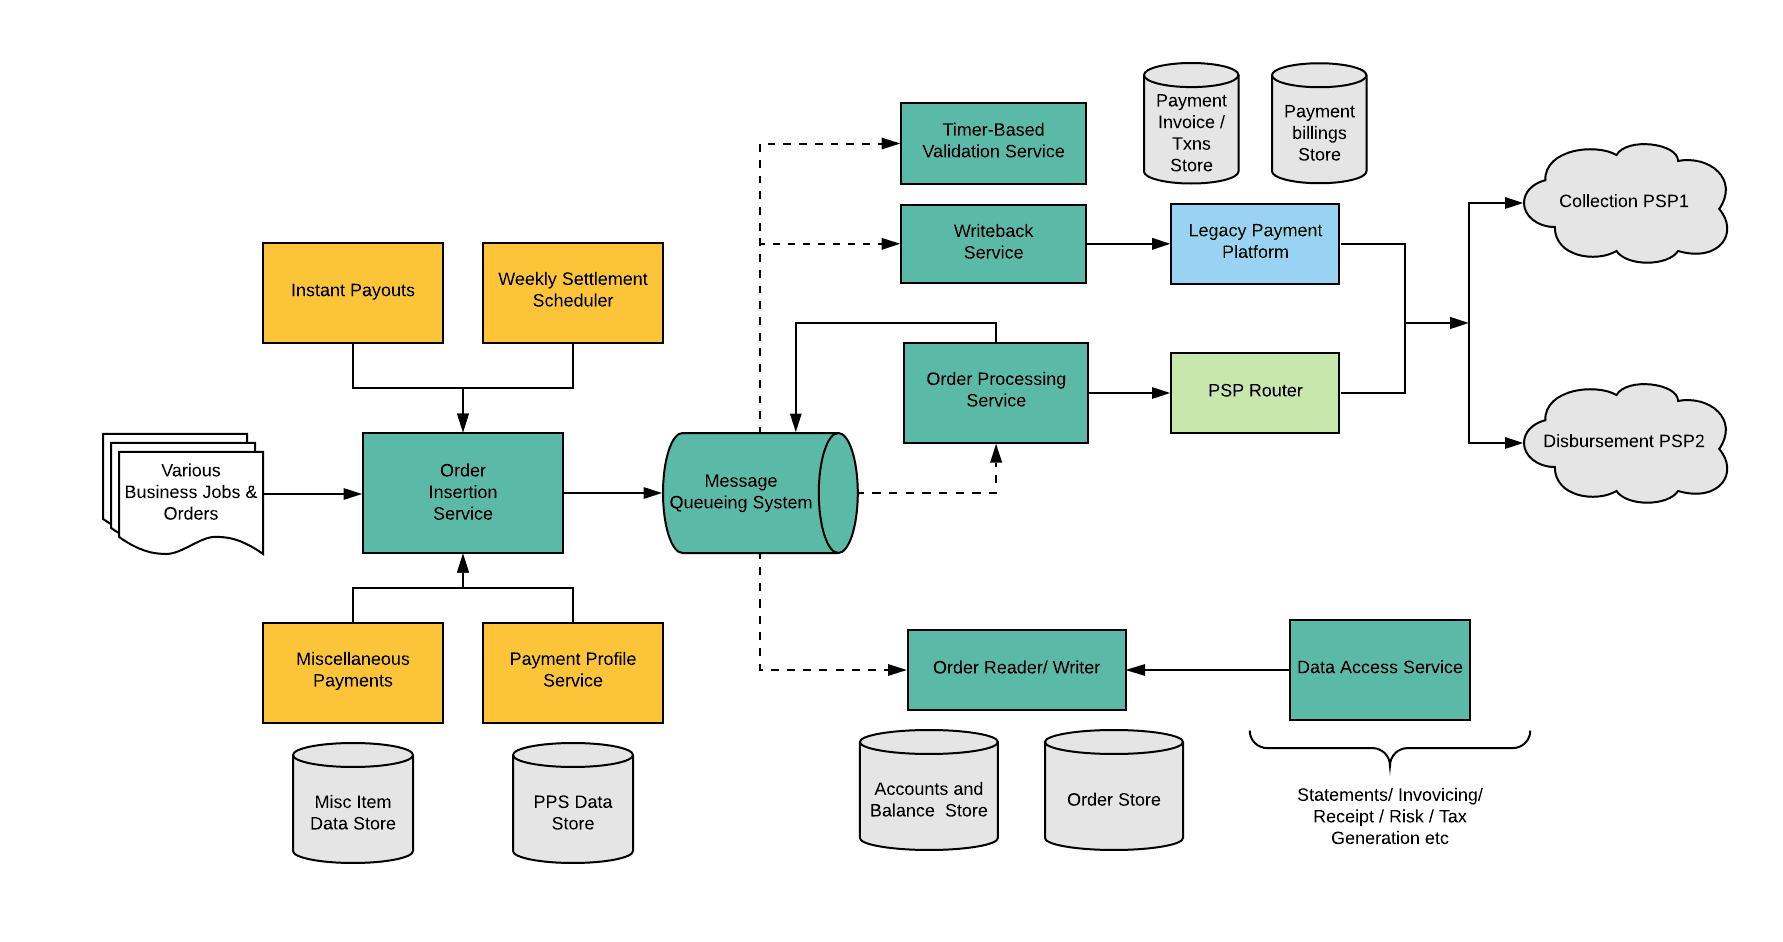 Timer-Based
Validation Service
Payment
Invoice /
Txns
Store
Payment
billings
Store
Collection PSP1
Writeback
Service
Legacy Payment
Platform
Instant Payouts
Weekly Settlement
Scheduler
Order Processing
Service
PSP Router
Disbursement PSP2
Various
Business Jobs &
Orders
Order
Insertion
Service
Message
Queueing System
Miscellaneous
Payments
Payment Profile
Service
Order Reader/ Writer
Data Access Service
Misc Item
Data Store
PPS Data
Store
Accounts and
Balance  Store
Order Store
Statements/ Invovicing/
Receipt / Risk / Tax
Generation etc